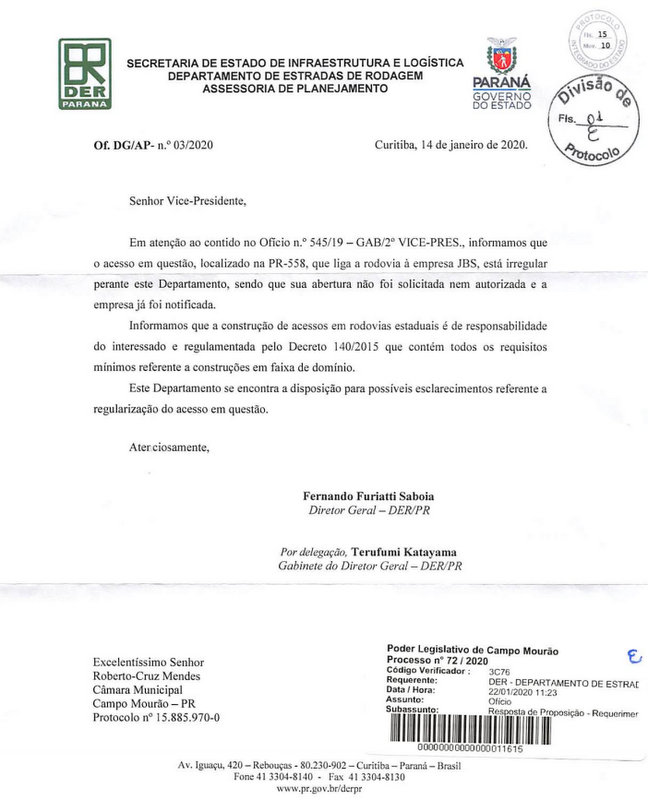 DER
PARANÁ
SECRETARIA DE ESTADO DE INFRAESTRUTURA E LOGÍSTICA
DEPARTAMENTO DE ESTRADAS DE RODAGEM
ASSESSORIA DE PLANEJAMENTO
PARANÁ
GOVERNO
DO ESTADO
PROTOCOLO
Fls. 15
Mov. 10
INTEGRADO DO ESTADO
Divisão de
Fls. 01
Protocolo
Of. DG/AP- n.º 03/2020
Curitiba, 14 de janeiro de 2020.
Senhor Vice-Presidente,
Em atenção ao contido no Ofício n.º 545/19 – GAB/2º VICE-PRES., informamos que
o acesso em questão, localizado na PR-558, que liga a rodovia à empresa JBS, está irregular
perante este Departamento, sendo que sua abertura não foi solicitada nem autorizada e a
empresa já foi notificada.
Informamos que a construção de acessos em rodovias estaduais é de responsabilidade
do interessado e regulamentada pelo Decreto 140/2015 que contém todos os requisitos
mínimos referente a construções em faixa de domínio.
Este Departamento se encontra a disposição para possíveis esclarecimentos referente a
regularização do acesso em questão.
Atenciosamente,
Fernando Furiatti Saboia
Diretor Geral – DER/PR
Por delegação, Terufumi Katayama
Gabinete do Diretor Geral – DER/PR
Excelentíssimo Senhor
Roberto-Cruz Mendes
Câmara Municipal
Campo Mourão – PR
Protocolo nº 15.885.970-0
Poder Legislativo de Campo Mourão
Processo n° 72 / 2020
Código Verificador : 3C76
Requerente: DER - DEPARTAMENTO DE ESTRAD
Data / Hora: 22/01/2020 11:23
Assunto: Ofício
Subassunto: Resposta de Proposição - Requerimer
00000000000000011615
Av. Iguaçu, 420 – Rebouças - 80.230-902 – Curitiba – Paraná – Brasil
Fone 41 3304-8140 - Fax 41 3304-8130
www.pr.gov.br/derpr